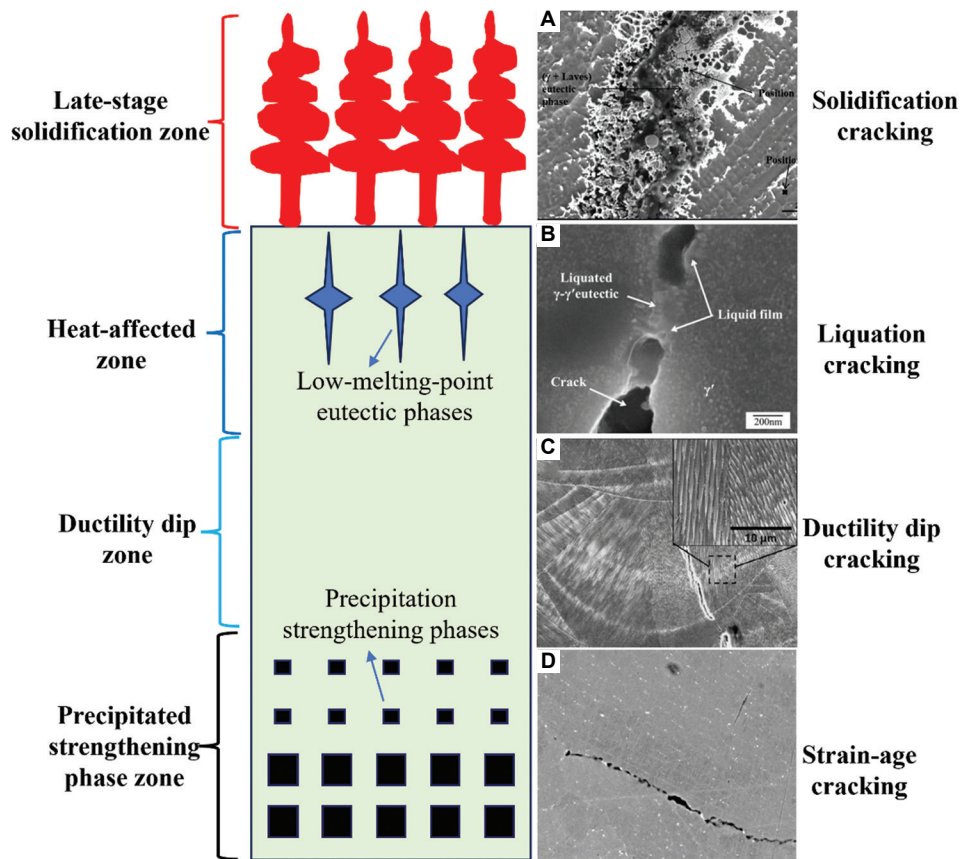 Late-stage
solidification zone
Heat-affected
zone
Low-melting-point
eutectic phases
Ductility dip
zone
Precipitation
strengthening phases
Precipitated
strengthening
phase zone
A
(γ + Laves)
eutectic
phase
Position
Position
Solidification
cracking
B
Liquated
γ-γ′eutectic
Liquid film
Crack
γ′
200nm
Liquation
cracking
C
10 μm
Ductility dip
cracking
D
Strain-age
cracking